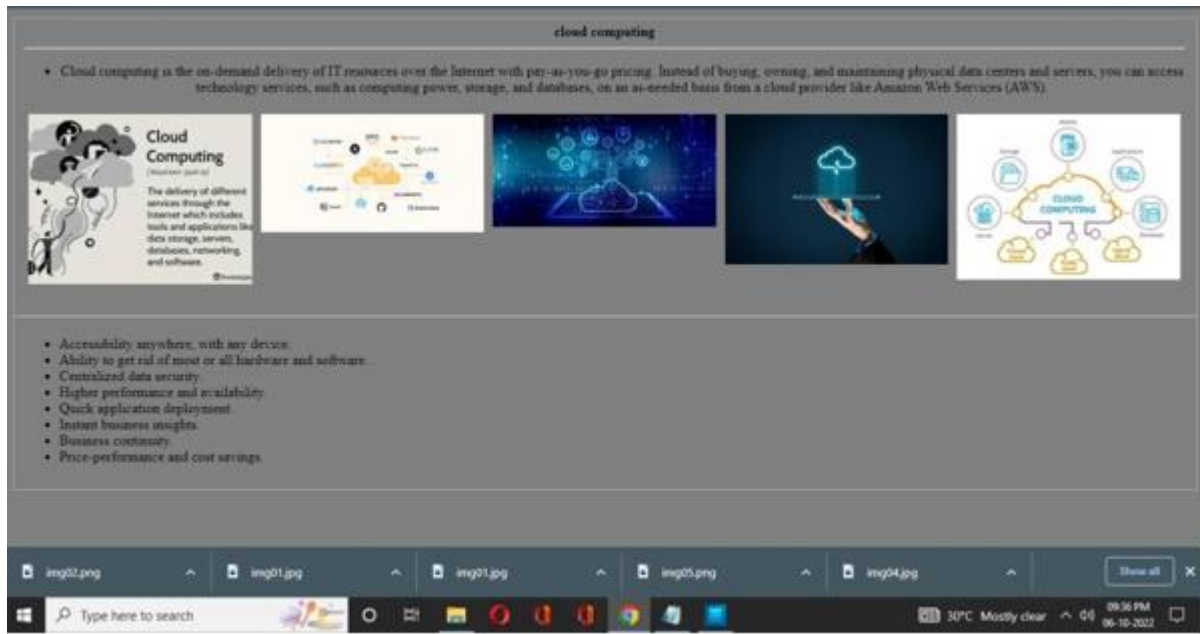 cloud computing
• Cloud computing is the on-demand delivery of IT resources over the Internet with pay-as-you-go pricing. Instead of buying, owning, and maintaining physical data centers and servers, you can access
technology services, such as computing power, storage, and databases, on an as-needed basis from a cloud provider like Amazon Web Services (AWS).
Cloud
Computing
The delivery of different
services through the
Internet which includes
tools and applications like
data storage, servers,
databases, networking,
and software.
CLOUD
COMPUTING
• Accessibility anywhere, with any device.
• Ability to get rid of most or all hardware and software.
• Centralized data security.
• Higher performance and availability.
• Quick application deployment.
• Instant business insights.
• Business continuity.
• Price-performance and cost savings.
img02.png
img01.jpg
img01.jpg
img05.png
img04.jpg
Show all
Type here to search
30°C Mostly clear
09:36 PM
06-10-2022